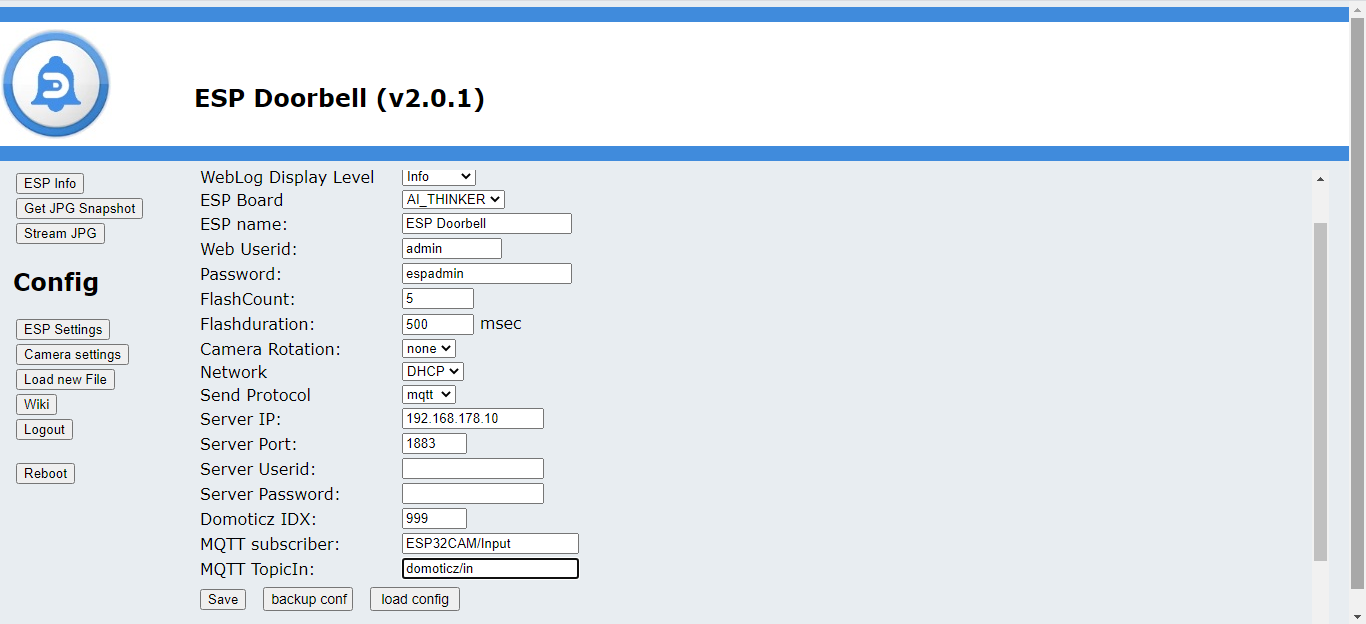 ESP Doorbell (v2.0.1)
ESP Info
Get JPG Snapshot
Stream JPG
Config
ESP Settings
Camera settings
Load new File
Wiki
Logout
Reboot
WebLog Display Level Info
ESP Board AI_THINKER
ESP name: ESP Doorbell
Web Userid: admin
Password: espadmin
FlashCount: 5
Flashduration: 500 msec
Camera Rotation: none
Network DHCP
Send Protocol mqtt
Server IP: 192.168.178.10
Server Port: 1883
Server Userid:
Server Password:
Domoticz IDX: 999
MQTT subscriber: ESP32CAM/Input
MQTT TopicIn: domoticz/in
Save backup conf load config